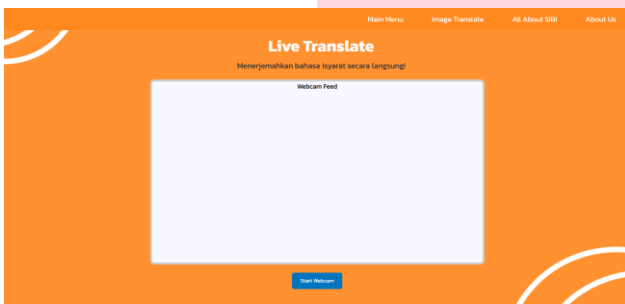 Main Menu Image Translate All About SIBI About Us
Live Translate
Menerjemahkan bahasa isyarat secara langsung!
Webcam Feed
Start Webcam